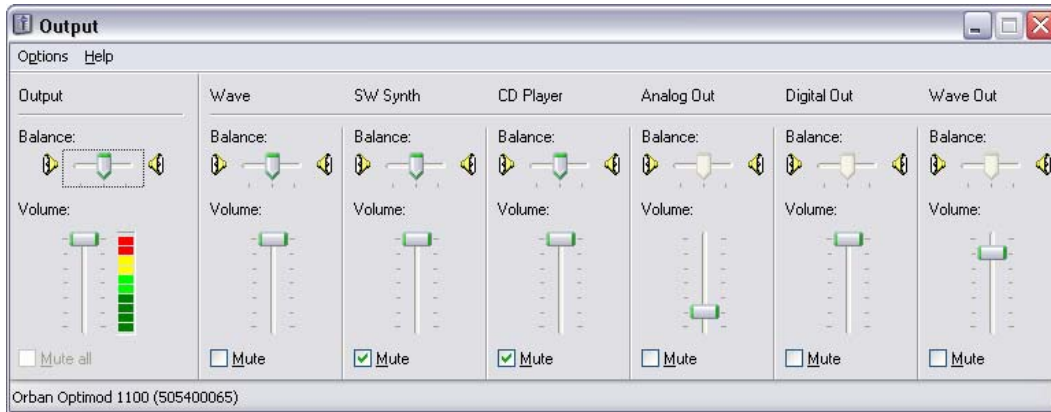 Output
Options Help
Output Wave SW Synth CD Player Analog Out Digital Out Wave Out
Balance: Balance: Balance: Balance: Balance: Balance: Balance:
Volume: Volume: Volume: Volume: Volume: Volume: Volume:
Mute all Mute Mute Mute Mute Mute Mute
Orban Optimod 1100 (505400065)